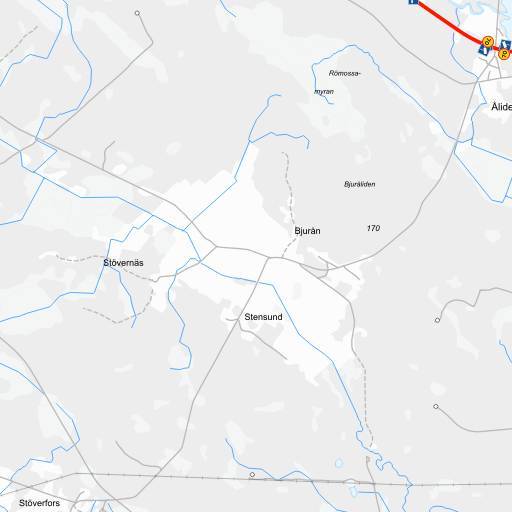 Römossa-
myran
Ålide
Bjuråliden
170
Bjurån
Stövernäs
Stensund
Stöverfors